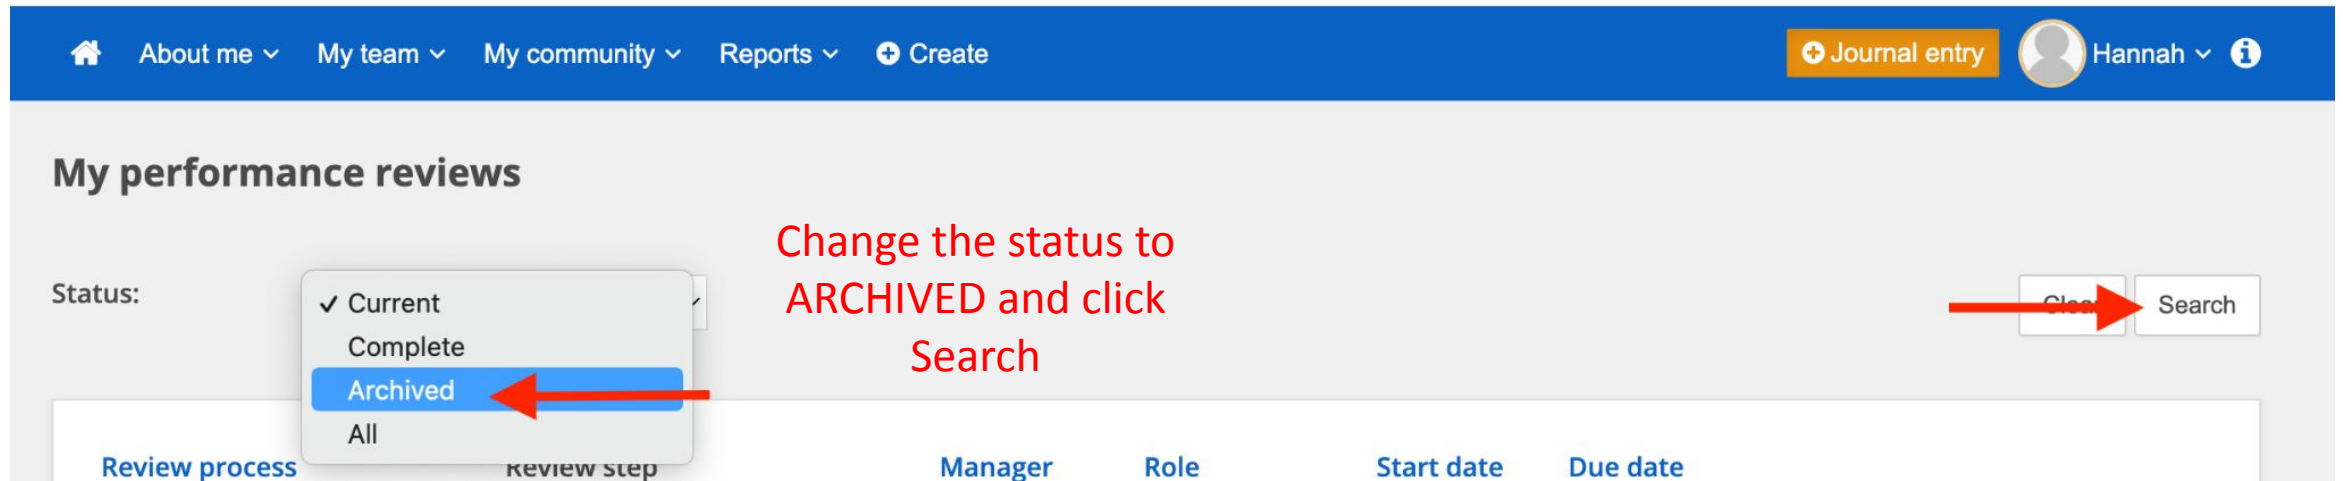 About me My team My community Reports Create Journal entry Hannah
My performance reviews
Change the status to
ARCHIVED and click
Search
Status:
✓ Current
Complete
Archived
All
Clear Search
Review process Review step Manager Role Start date Due date